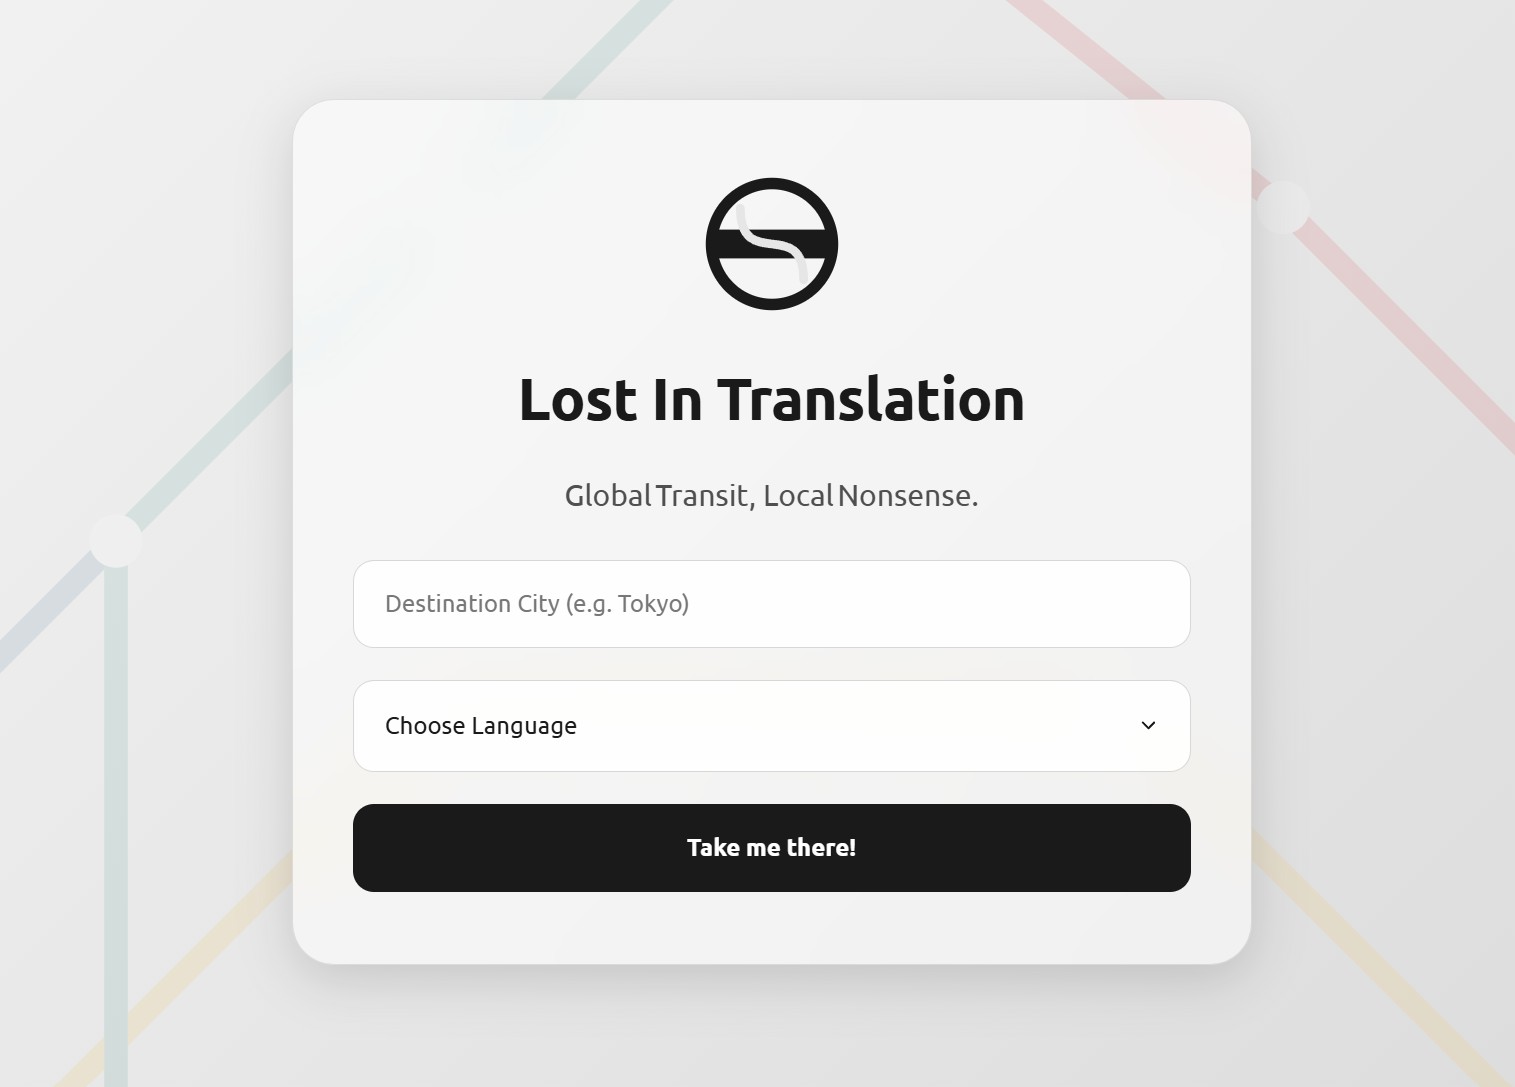 Lost In Translation
Global Transit, Local Nonsense.
Destination City (e.g. Tokyo)
Choose Language
Take me there!